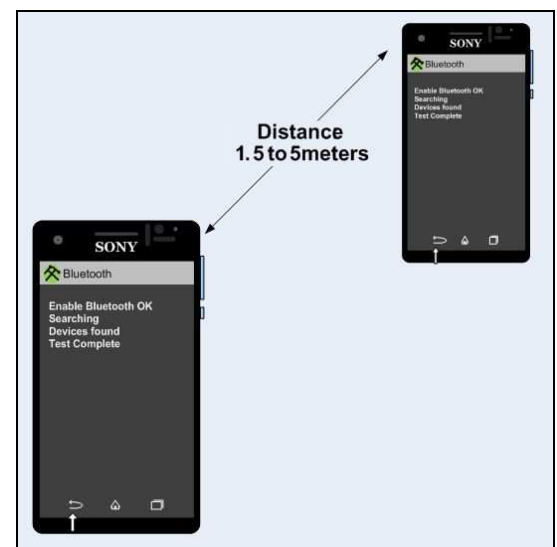 SONY
Bluetooth
Enable Bluetooth OK
Searching
Devices found
Test Complete
Distance
1.5 to 5meters
SONY
Bluetooth
Enable Bluetooth OK
Searching
Devices found
Test Complete